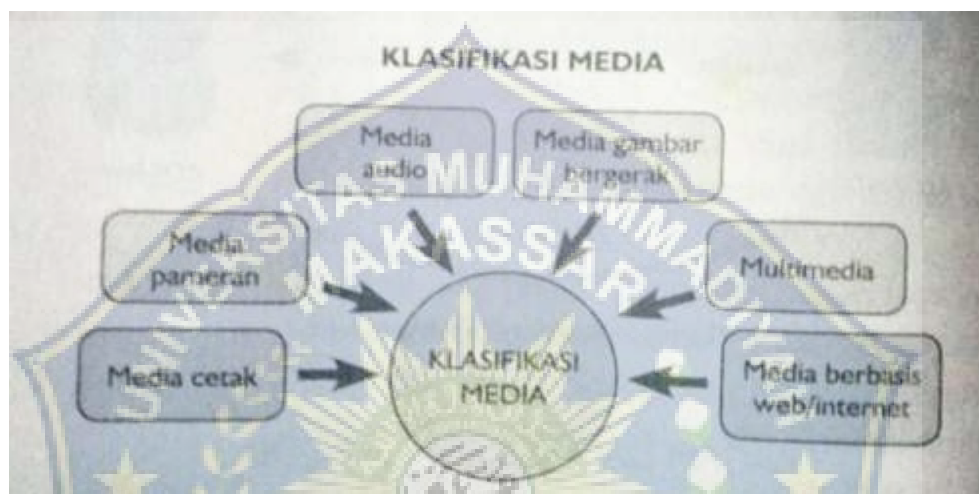 KLASIFIKASI MEDIA
Media
audio
Media gambar
bergerak
Media
pameran
Multimedia
Media cetak
KLASIFIKASI
MEDIA
Media berbasis
web/internet
UNIVERSITAS MUHAMMADIYAH
MAKASSAR